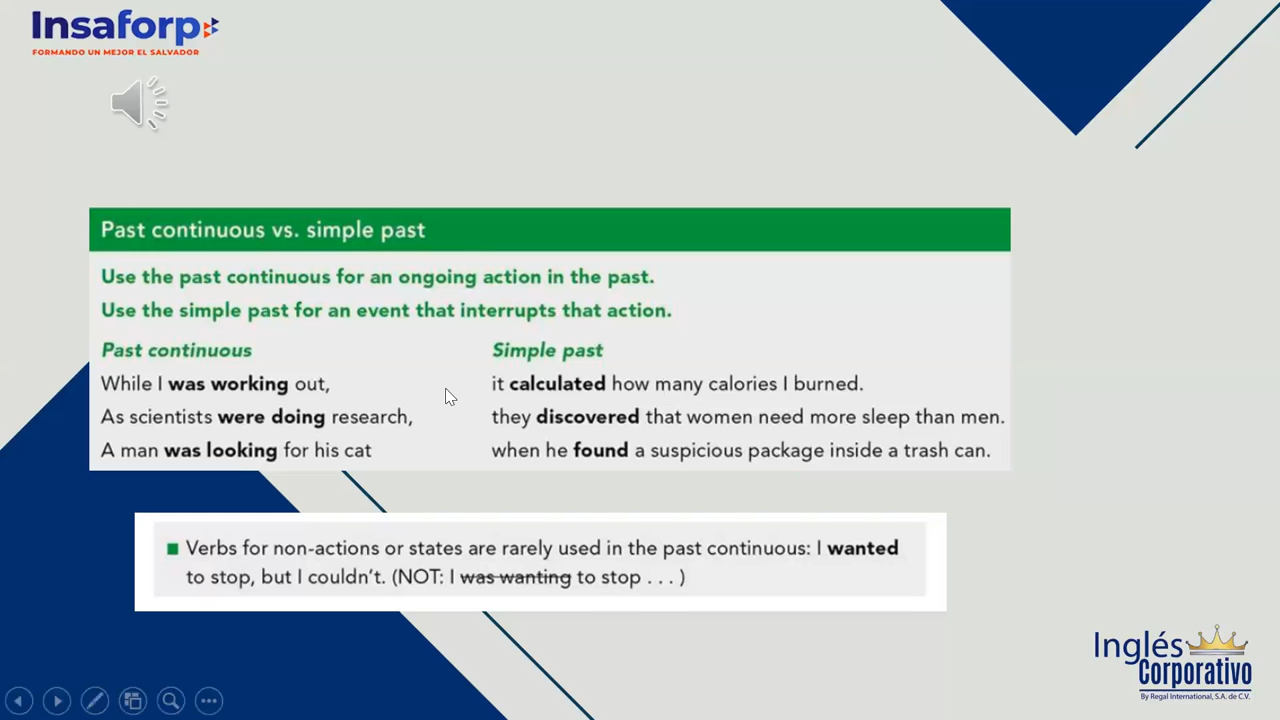 Insaforp
FORMANDO UN MEJOR EL SALVADOR
Past continuous vs. simple past
Use the past continuous for an ongoing action in the past.
Use the simple past for an event that interrupts that action.
Past continuous Simple past
While I was working out, it calculated how many calories I burned.
As scientists were doing research, they discovered that women need more sleep than men.
A man was looking for his cat when he found a suspicious package inside a trash can.
Verbs for non-actions or states are rarely used in the past continuous: I wanted
to stop, but I couldn't. (NOT: I was wanting to stop . . . )
Inglés
Corporativo
By Regal International, S.A. de C.V.